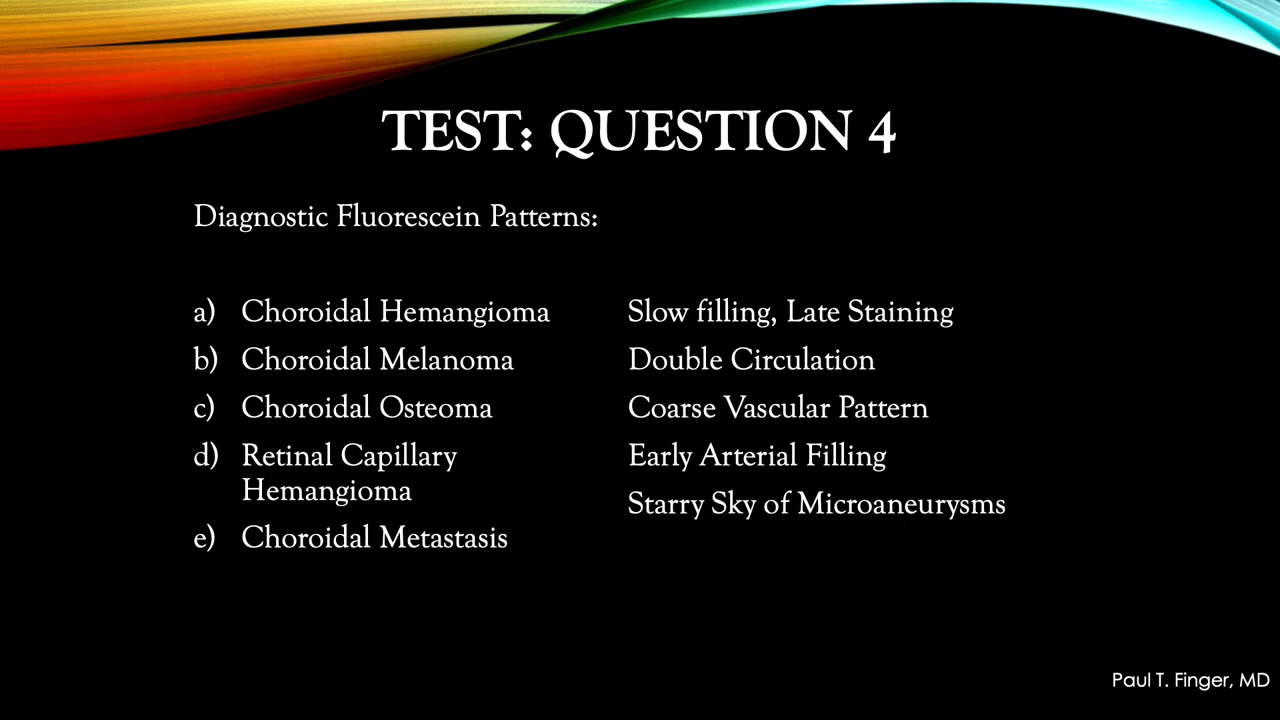 TEST: QUESTION 4
Diagnostic Fluorescein Patterns:
a) Choroidal Hemangioma
b) Choroidal Melanoma
c) Choroidal Osteoma
d) Retinal Capillary
Hemangioma
e) Choroidal Metastasis
Slow filling, Late Staining
Double Circulation
Coarse Vascular Pattern
Early Arterial Filling
Starry Sky of Microaneurysms
Paul T. Finger, MD